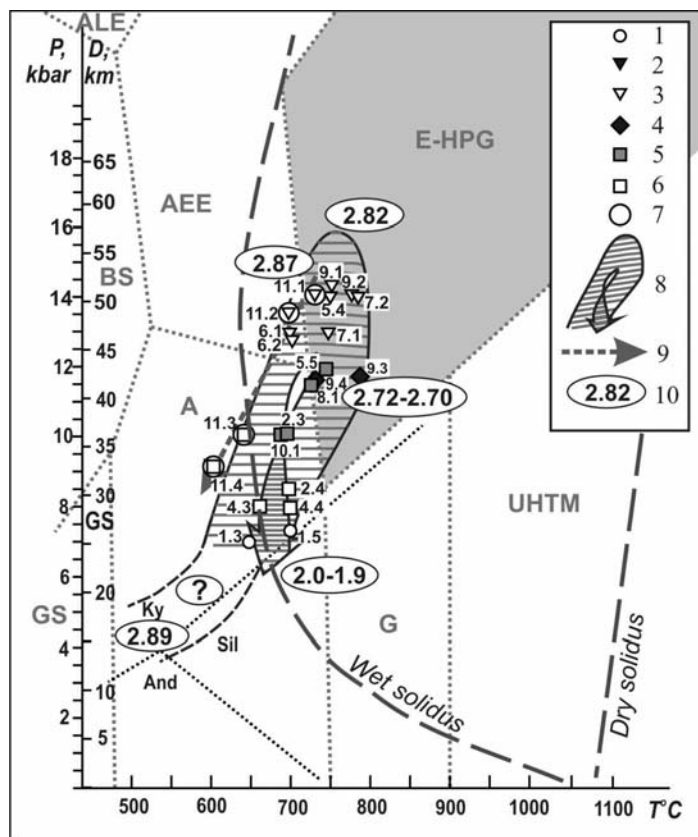 ALE
P, D,
kbar km
1
2
3
4
5
6
7
8
9
2.82 10
18
65
E-HPG
60
AEE
16
2.82
55
2.87
BS
9.1
11.1 9.2
14 50
5.4 7.2
11.2
6.1 7.1
6.2
45
12
5.5 9.3
9.4
8.1
40
2.72-2.70
A
11.3 2.3
10
35
10.1
11.4
30
2.4
8
4.3 4.4
UHTM
GS
1.3 1.5
6
2.0-1.9
?
20
Ky
GS
G
2.89
Sil
4
And
10
Wet solidus
Dry solidus
2
5
500 600 700 800 900 1000 1100 T°C